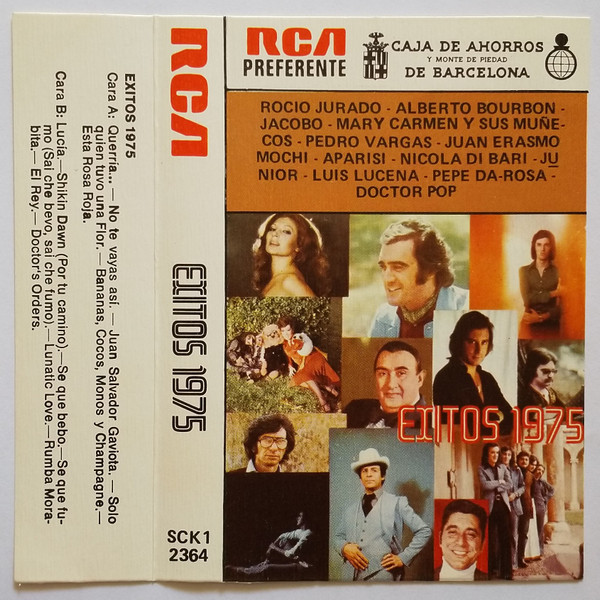 EXITOS 1975
Cara A: Querría... — No te vayas así. — Juan Salvador Gaviota. — Solo
quien tuvo uma Flor. — Bananas, Cocos, Monos y Champagne.—
Esta Rosa Roja.
Cara B: Lucía.—Shikin Dawn (Por tu camino).—Se que bebo,—Se que fu-
mo (Sai che bevo, sai che fumo).—Lunatic Love.—Rumba Mora-
bita.—El Rey.—Doctor's Orders.
RCA
EXITOS 1975
SCK1
2364
RCA
PREFERENTE
CAJA DE AHORROS
Y MONTE DE PIEDAD
DE BARCELONA
ROCIO JURADO - ALBERTO BOURBON -
JACOBO - MARY CARMEN Y SUS MUÑE-
COS - PEDRO VARGAS - JUAN ERASMO
MOCHI - APARISI - NICOLA DI BARI - JU
NIOR - LUIS LUCENA - PEPE DA-ROSA -
DOCTOR POP
EXITOS 1975